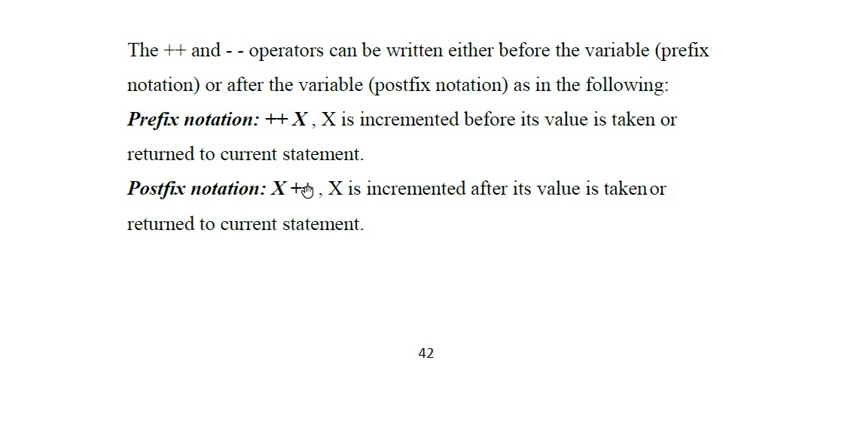 The ++ and - - operators can be written either before the variable (prefix
notation) or after the variable (postfix notation) as in the following:
Prefix notation: ++ X , X is incremented before its value is taken or
returned to current statement.
Postfix notation: X ++ , X is incremented after its value is taken or
returned to current statement.
42